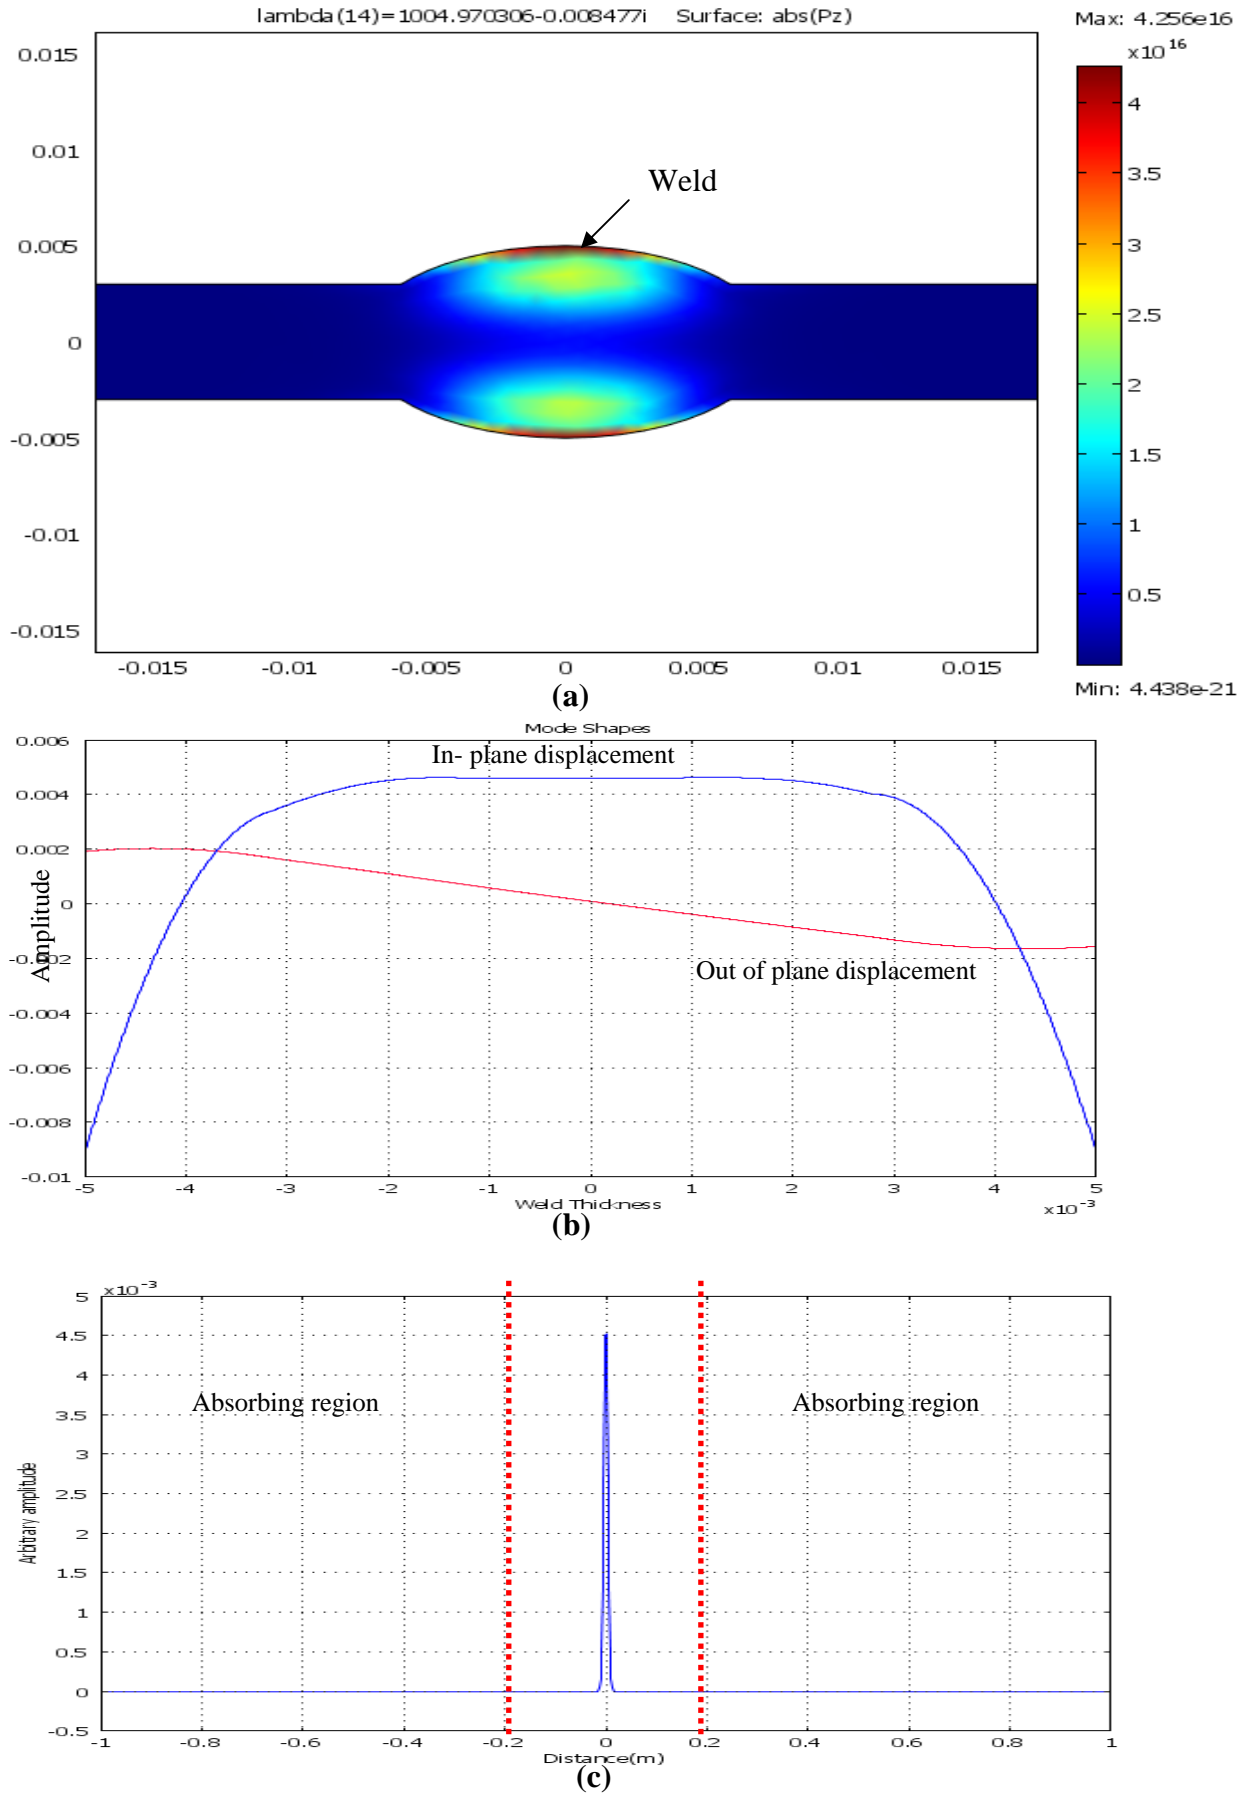 lambda(14)=1004.970306-0.008477i Surface: abs(Pz)
Max: 4.256e16
x10^16
0.015
0.01
0.005
0
-0.005
-0.01
-0.015
Weld
4
3.5
3
2.5
2
1.5
1
0.5
-0.015 -0.01 -0.005 0 0.005 0.01 0.015
Min: 4.438e-21
(a)
Mode Shapes
In- plane displacement
Out of plane displacement
Amplitude
0.006
0.004
0.002
0
-0.002
-0.004
-0.006
-0.008
-0.01
-5 -4 -3 -2 -1 0 1 2 3 4 5
Weld Thickness
x10^-3
(b)
x10^-3
5
4.5
4
3.5
3
2.5
2
1.5
1
0.5
0
-0.5
Absorbing region Absorbing region
Arbitrary amplitude
-1 -0.8 -0.6 -0.4 -0.2 0 0.2 0.4 0.6 0.8 1
Distance(m)
(c)